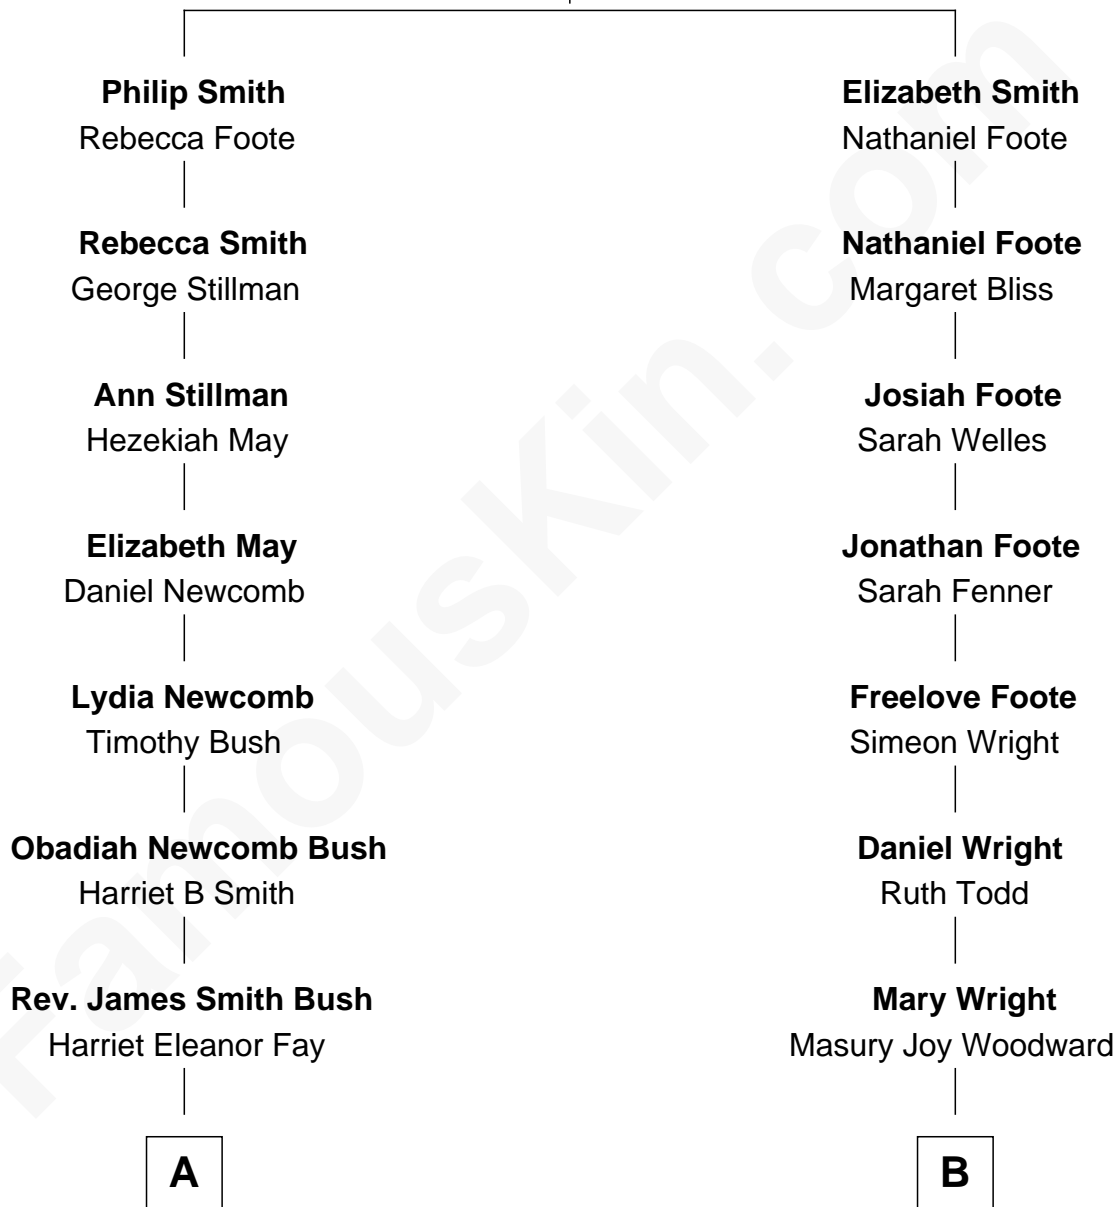 Philip Smith
Rebecca Foote
Rebecca Smith
George Stillman
Ann Stillman
Hezekiah May
Elizabeth May
Daniel Newcomb
Lydia Newcomb
Timothy Bush
Obadiah Newcomb Bush
Harriet B Smith
Rev. James Smith Bush
Harriet Eleanor Fay
A
Elizabeth Smith
Nathaniel Foote
Nathaniel Foote
Margaret Bliss
Josiah Foote
Sarah Welles
Jonathan Foote
Sarah Fenner
Freelove Foote
Simeon Wright
Daniel Wright
Ruth Todd
Mary Wright
Masury Joy Woodward
B
FamousKin.com